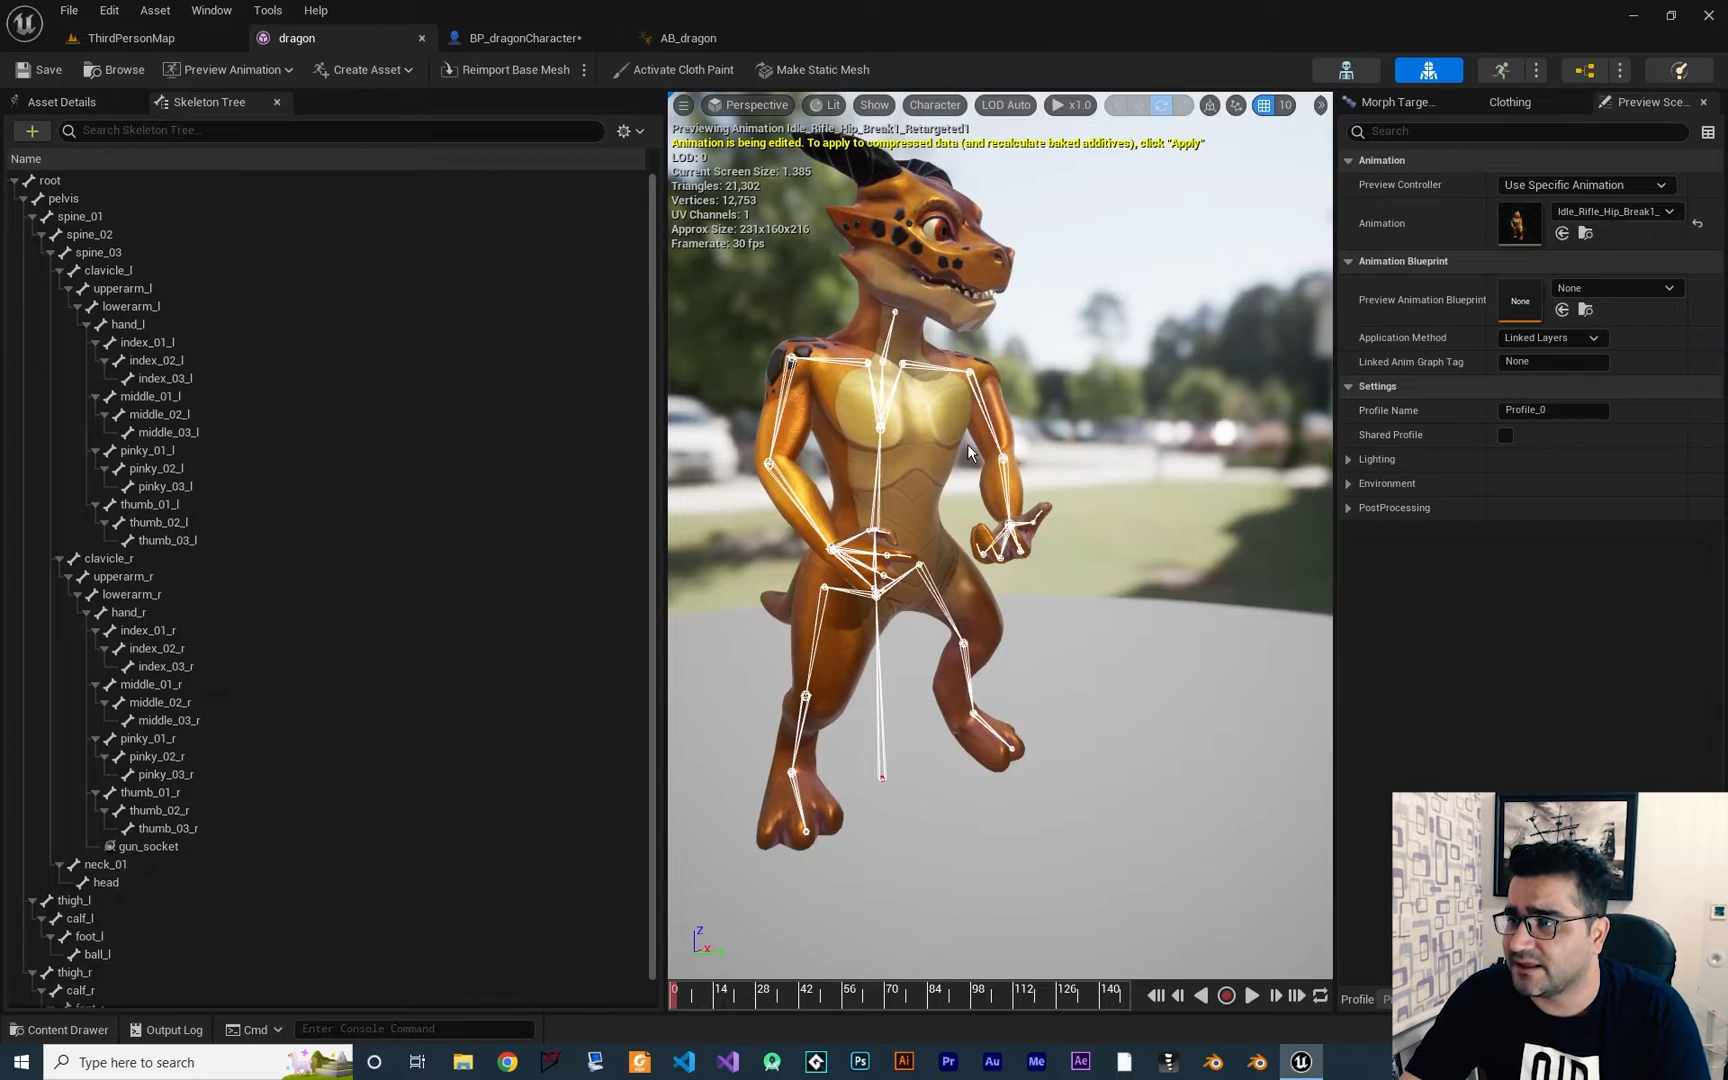 File Edit Asset Window Tools Help
ThirdPersonMap dragon BP_dragonCharacter* AB_dragon
Save Browse Preview Animation Create Asset Reimport Base Mesh Activate Cloth Paint Make Static Mesh
Asset Details Skeleton Tree
Search Skeleton Tree...
Name
root
pelvis
spine_01
spine_02
spine_03
clavicle_l
upperarm_l
lowerarm_l
hand_l
index_01_l
index_02_l
index_03_l
middle_01_l
middle_02_l
middle_03_l
pinky_01_l
pinky_02_l
pinky_03_l
thumb_01_l
thumb_02_l
thumb_03_l
clavicle_r
upperarm_r
lowerarm_r
hand_r
index_01_r
index_02_r
index_03_r
middle_01_r
middle_02_r
middle_03_r
pinky_01_r
pinky_02_r
pinky_03_r
thumb_01_r
thumb_02_r
thumb_03_r
gun_socket
neck_01
head
thigh_l
calf_l
foot_l
ball_l
thigh_r
calf_r
Perspective Lit Show Character LOD Auto x1.0 10
Previewing Animation Idle_Rifle_Hip_Break1_Retargeted1
Animation is being edited. To apply to compressed data (and recalculate baked additives), click "Apply"
LOD: 0
Current Screen Size: 1.385
Triangles: 21,302
Vertices: 12,753
UV Channels: 1
Approx Size: 231x160x216
Framerate: 30 fps
Z
X
0 14 28 42 56 70 84 98 112 126 140
Morph Targe... Clothing Preview Sce...
Search
Animation
Preview Controller Use Specific Animation
Animation Idle_Rifle_Hip_Break1_
Animation Blueprint
Preview Animation Blueprint None None
Application Method Linked Layers
Linked Anim Graph Tag None
Settings
Profile Name Profile_0
Shared Profile
Lighting
Environment
PostProcessing
Profile
Content Drawer Output Log Cmd Enter Console Command
Type here to search
Ps Ai Pr Au Me Ae